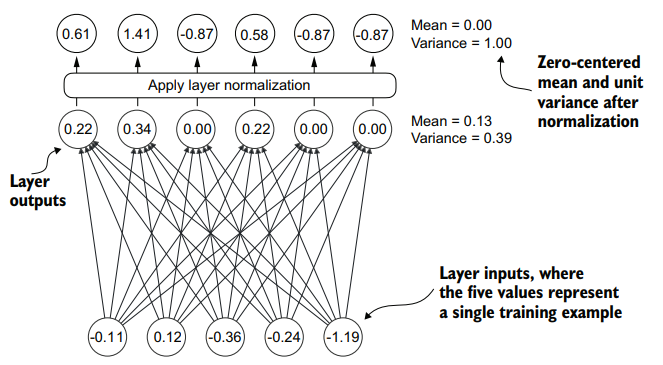 0.61 1.41 -0.87 0.58 -0.87 -0.87
Mean = 0.00
Variance = 1.00
Zero-centered
mean and unit
variance after
normalization
Apply layer normalization
0.22 0.34 0.00 0.22 0.00 0.00
Mean = 0.13
Variance = 0.39
Layer
outputs
Layer inputs, where
the five values represent
a single training example
-0.11 0.12 -0.36 -0.24 -1.19